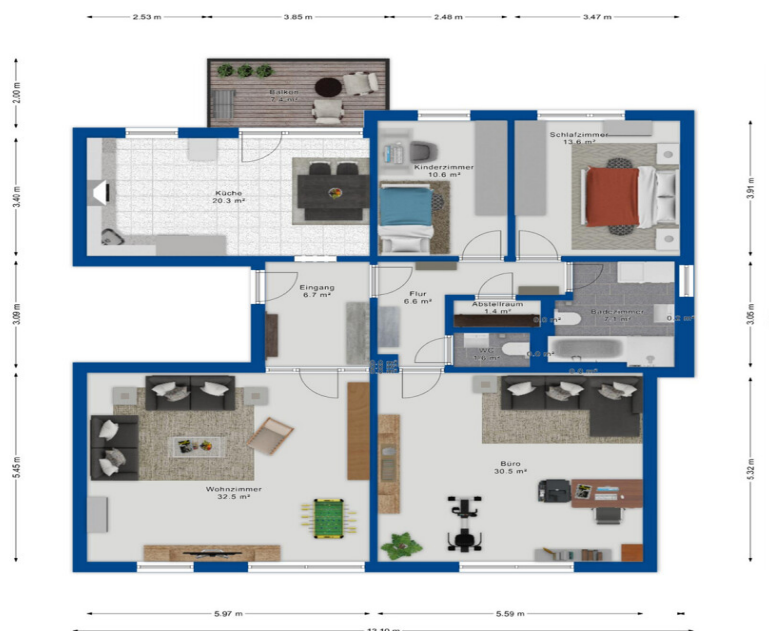 2.53 m
3.85 m
2.48 m
3.47 m
2.00 m
Balkon
Schlafzimmer
13.6 m²
Kinderzimmer
10.6 m²
Küche
20.3 m²
3.40 m
3.91 m
Eingang
6.7 m²
Flur
6.6 m²
Abstellraum
1.4 m²
Badezimmer
3.09 m
3.05 m
WC
Büro
30.5 m²
Wohnzimmer
32.5 m²
5.45 m
5.32 m
5.97 m
5.59 m